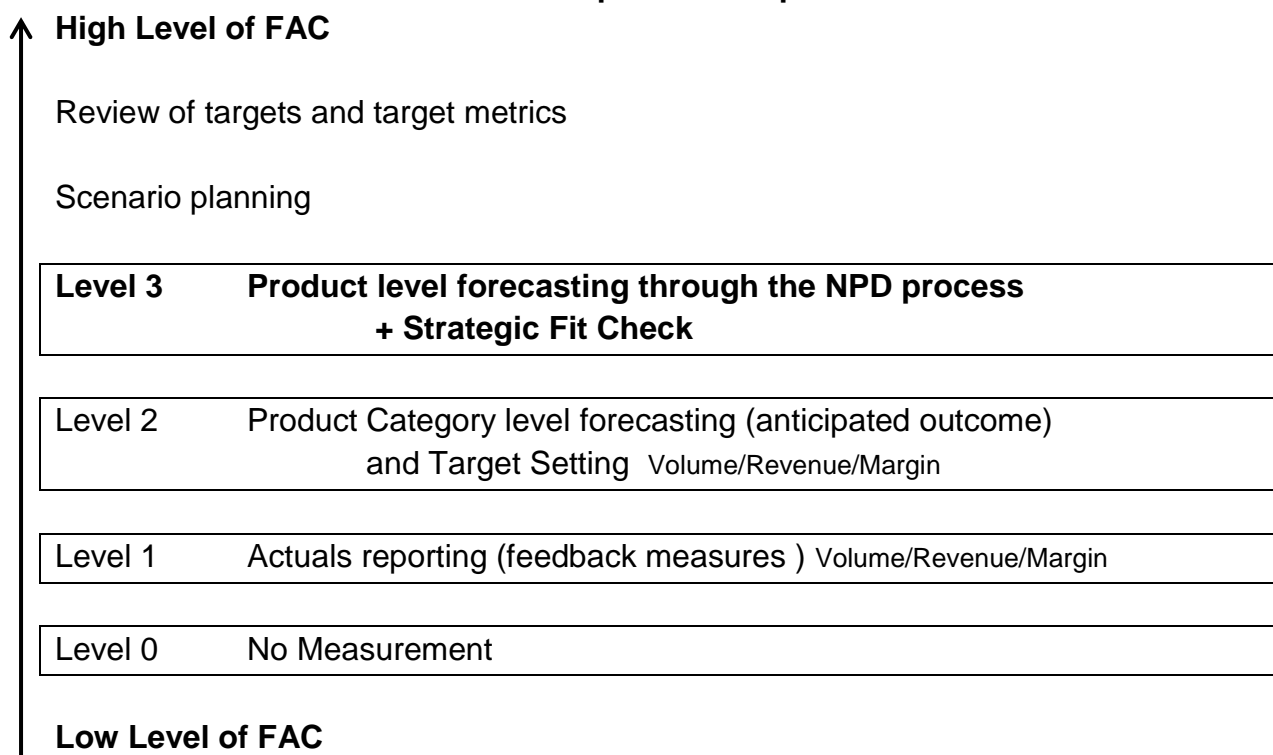 High Level of FAC
Review of targets and target metrics
Scenario planning
Level 3 Product level forecasting through the NPD process
+ Strategic Fit Check
Level 2 Product Category level forecasting (anticipated outcome)
and Target Setting Volume/Revenue/Margin
Level 1 Actuals reporting (feedback measures ) Volume/Revenue/Margin
Level 0 No Measurement
Low Level of FAC